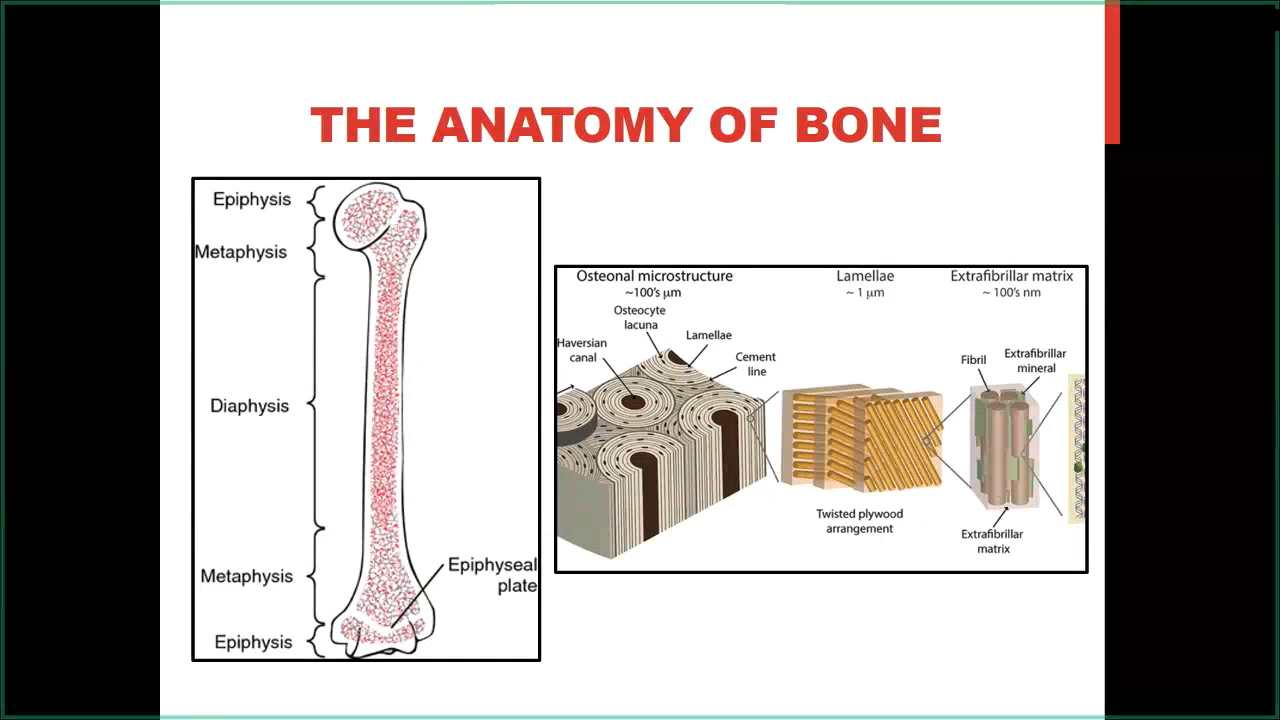 THE ANATOMY OF BONE
Epiphysis
Metaphysis
Diaphysis
Metaphysis
Epiphyseal
plate
Epiphysis
Osteonal microstructure
~100's µm
Lamellae
~ 1 µm
Extrafibrillar matrix
~ 100's nm
Osteocyte
lacuna
Lamellae
Haversian
canal
Cement
line
Fibril
Extrafibrillar
mineral
Twisted plywood
arrangement
Extrafibrillar
matrix